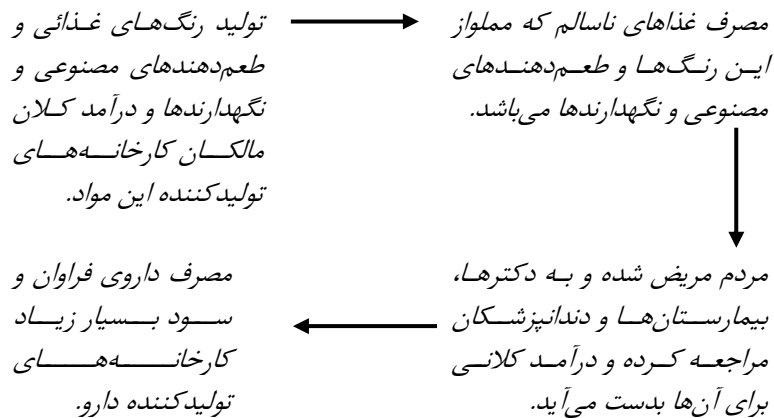 تولید رنگ‌های غذائی و
طعم‌دهندهای مصنوعی و
نگهدارندها و درآمد کلان
مالکان کارخانه‌های
تولیدکننده این مواد.
مصرف غذاهای ناسالم که مملواز
این رنگ‌ها و طعم‌دهندهای
مصنوعی و نگهدارندها می‌باشد.
مردم مریض شده و به دکترها،
بیمارستان‌ها و دندانپزشکان
مراجعه کرده و درآمد کلانی
برای آن‌ها بدست می‌آید.
مصرف داروی فراوان و
سود بسیار زیاد
کارخانه‌های
تولیدکننده دارو.